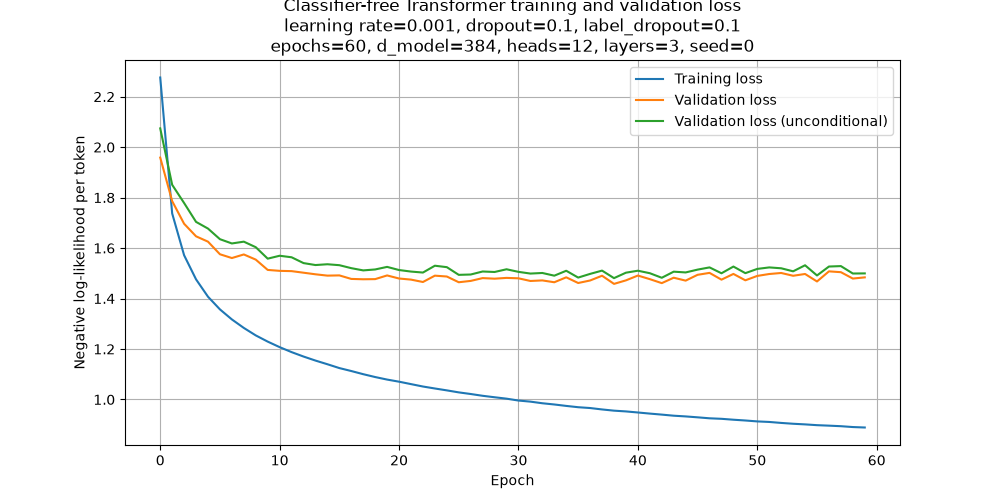 Classifier-free Transformer training and validation loss
learning rate=0.001, dropout=0.1, label_dropout=0.1
epochs=60, d_model=384, heads=12, layers=3, seed=0
Training loss
Validation loss
Validation loss (unconditional)
Negative log-likelihood per token
2.2
2.0
1.8
1.6
1.4
1.2
1.0
0 10 20 30 40 50 60
Epoch